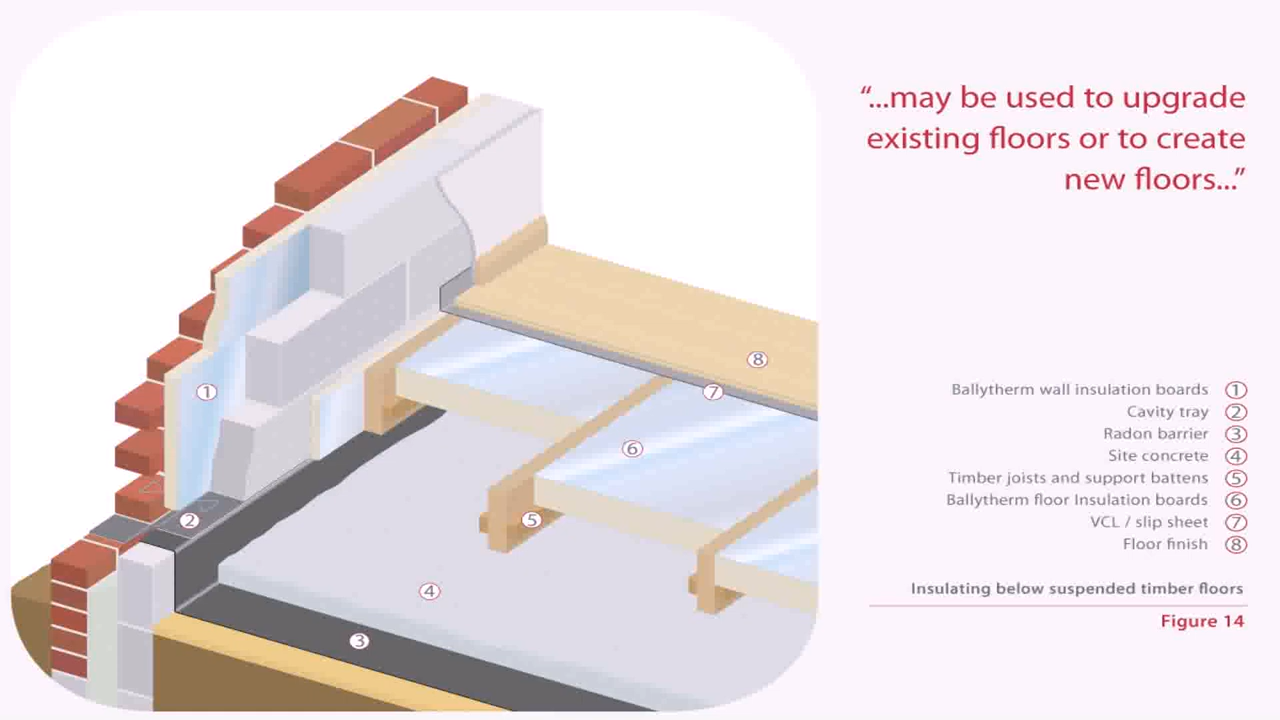 “...may be used to upgrade
existing floors or to create
new floors...”
Ballytherm wall insulation boards 1
Cavity tray 2
Radon barrier 3
Site concrete 4
Timber joists and support battens 5
Ballytherm floor Insulation boards 6
VCL / slip sheet 7
Floor finish 8
Insulating below suspended timber floors
Figure 14
1
2
3
4
5
6
7
8